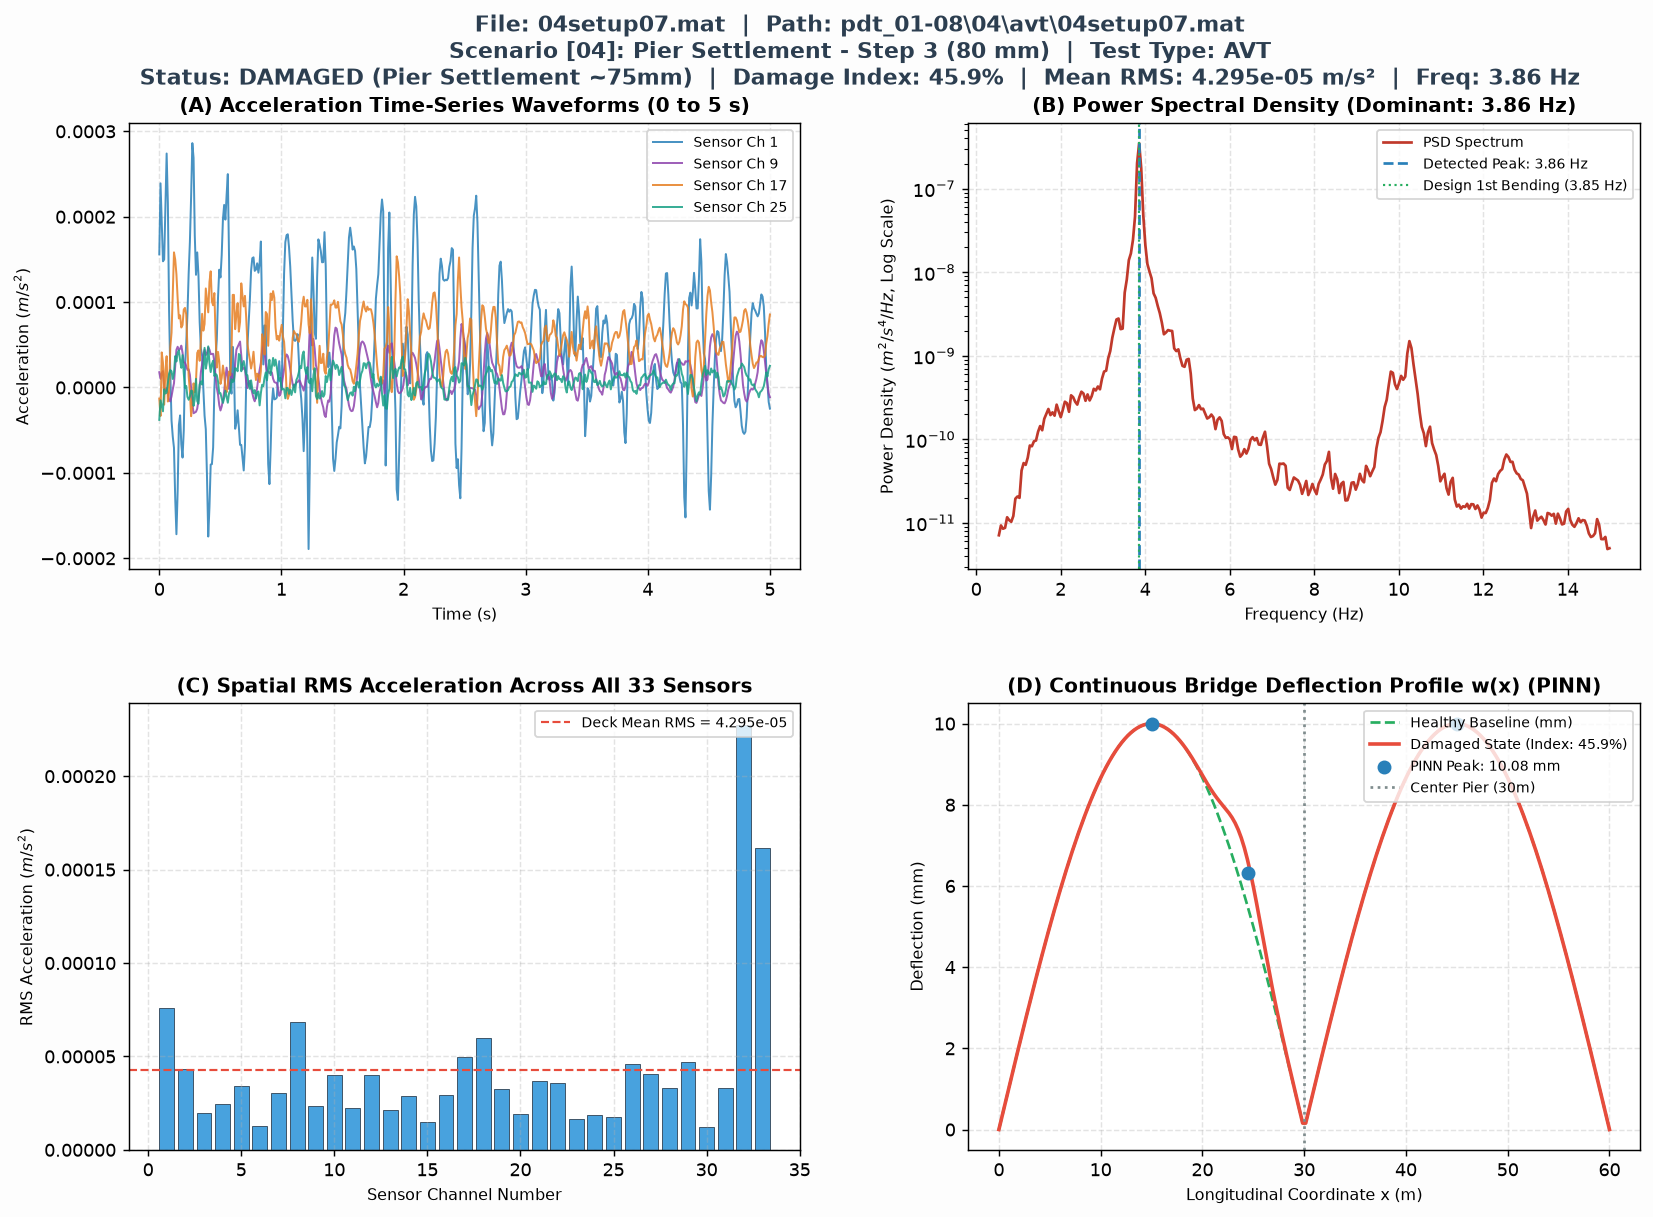 File: 04setup07.mat  |  Path: pdt_01-08\04\avt\04setup07.mat
Scenario [04]: Pier Settlement - Step 3 (80 mm)  |  Test Type: AVT
Status: DAMAGED (Pier Settlement ~75mm)  |  Damage Index: 45.9%  |  Mean RMS: 4.295e-05 m/s²  |  Freq: 3.86 Hz
(A) Acceleration Time-Series Waveforms (0 to 5 s)
Acceleration (m/s²)
0.0003
0.0002
0.0001
0.0000
−0.0001
−0.0002
Sensor Ch 1
Sensor Ch 9
Sensor Ch 17
Sensor Ch 25
0 1 2 3 4 5
Time (s)
(B) Power Spectral Density (Dominant: 3.86 Hz)
Power Density (m²/s⁴/Hz, Log Scale)
10⁻⁷
10⁻⁸
10⁻⁹
10⁻¹⁰
10⁻¹¹
PSD Spectrum
Detected Peak: 3.86 Hz
Design 1st Bending (3.85 Hz)
0 2 4 6 8 10 12 14
Frequency (Hz)
(C) Spatial RMS Acceleration Across All 33 Sensors
RMS Acceleration (m/s²)
0.00020
0.00015
0.00010
0.00005
0.00000
Deck Mean RMS = 4.295e-05
0 5 10 15 20 25 30 35
Sensor Channel Number
(D) Continuous Bridge Deflection Profile w(x) (PINN)
Deflection (mm)
10
8
6
4
2
0
Healthy Baseline (mm)
Damaged State (Index: 45.9%)
PINN Peak: 10.08 mm
Center Pier (30m)
0 10 20 30 40 50 60
Longitudinal Coordinate x (m)